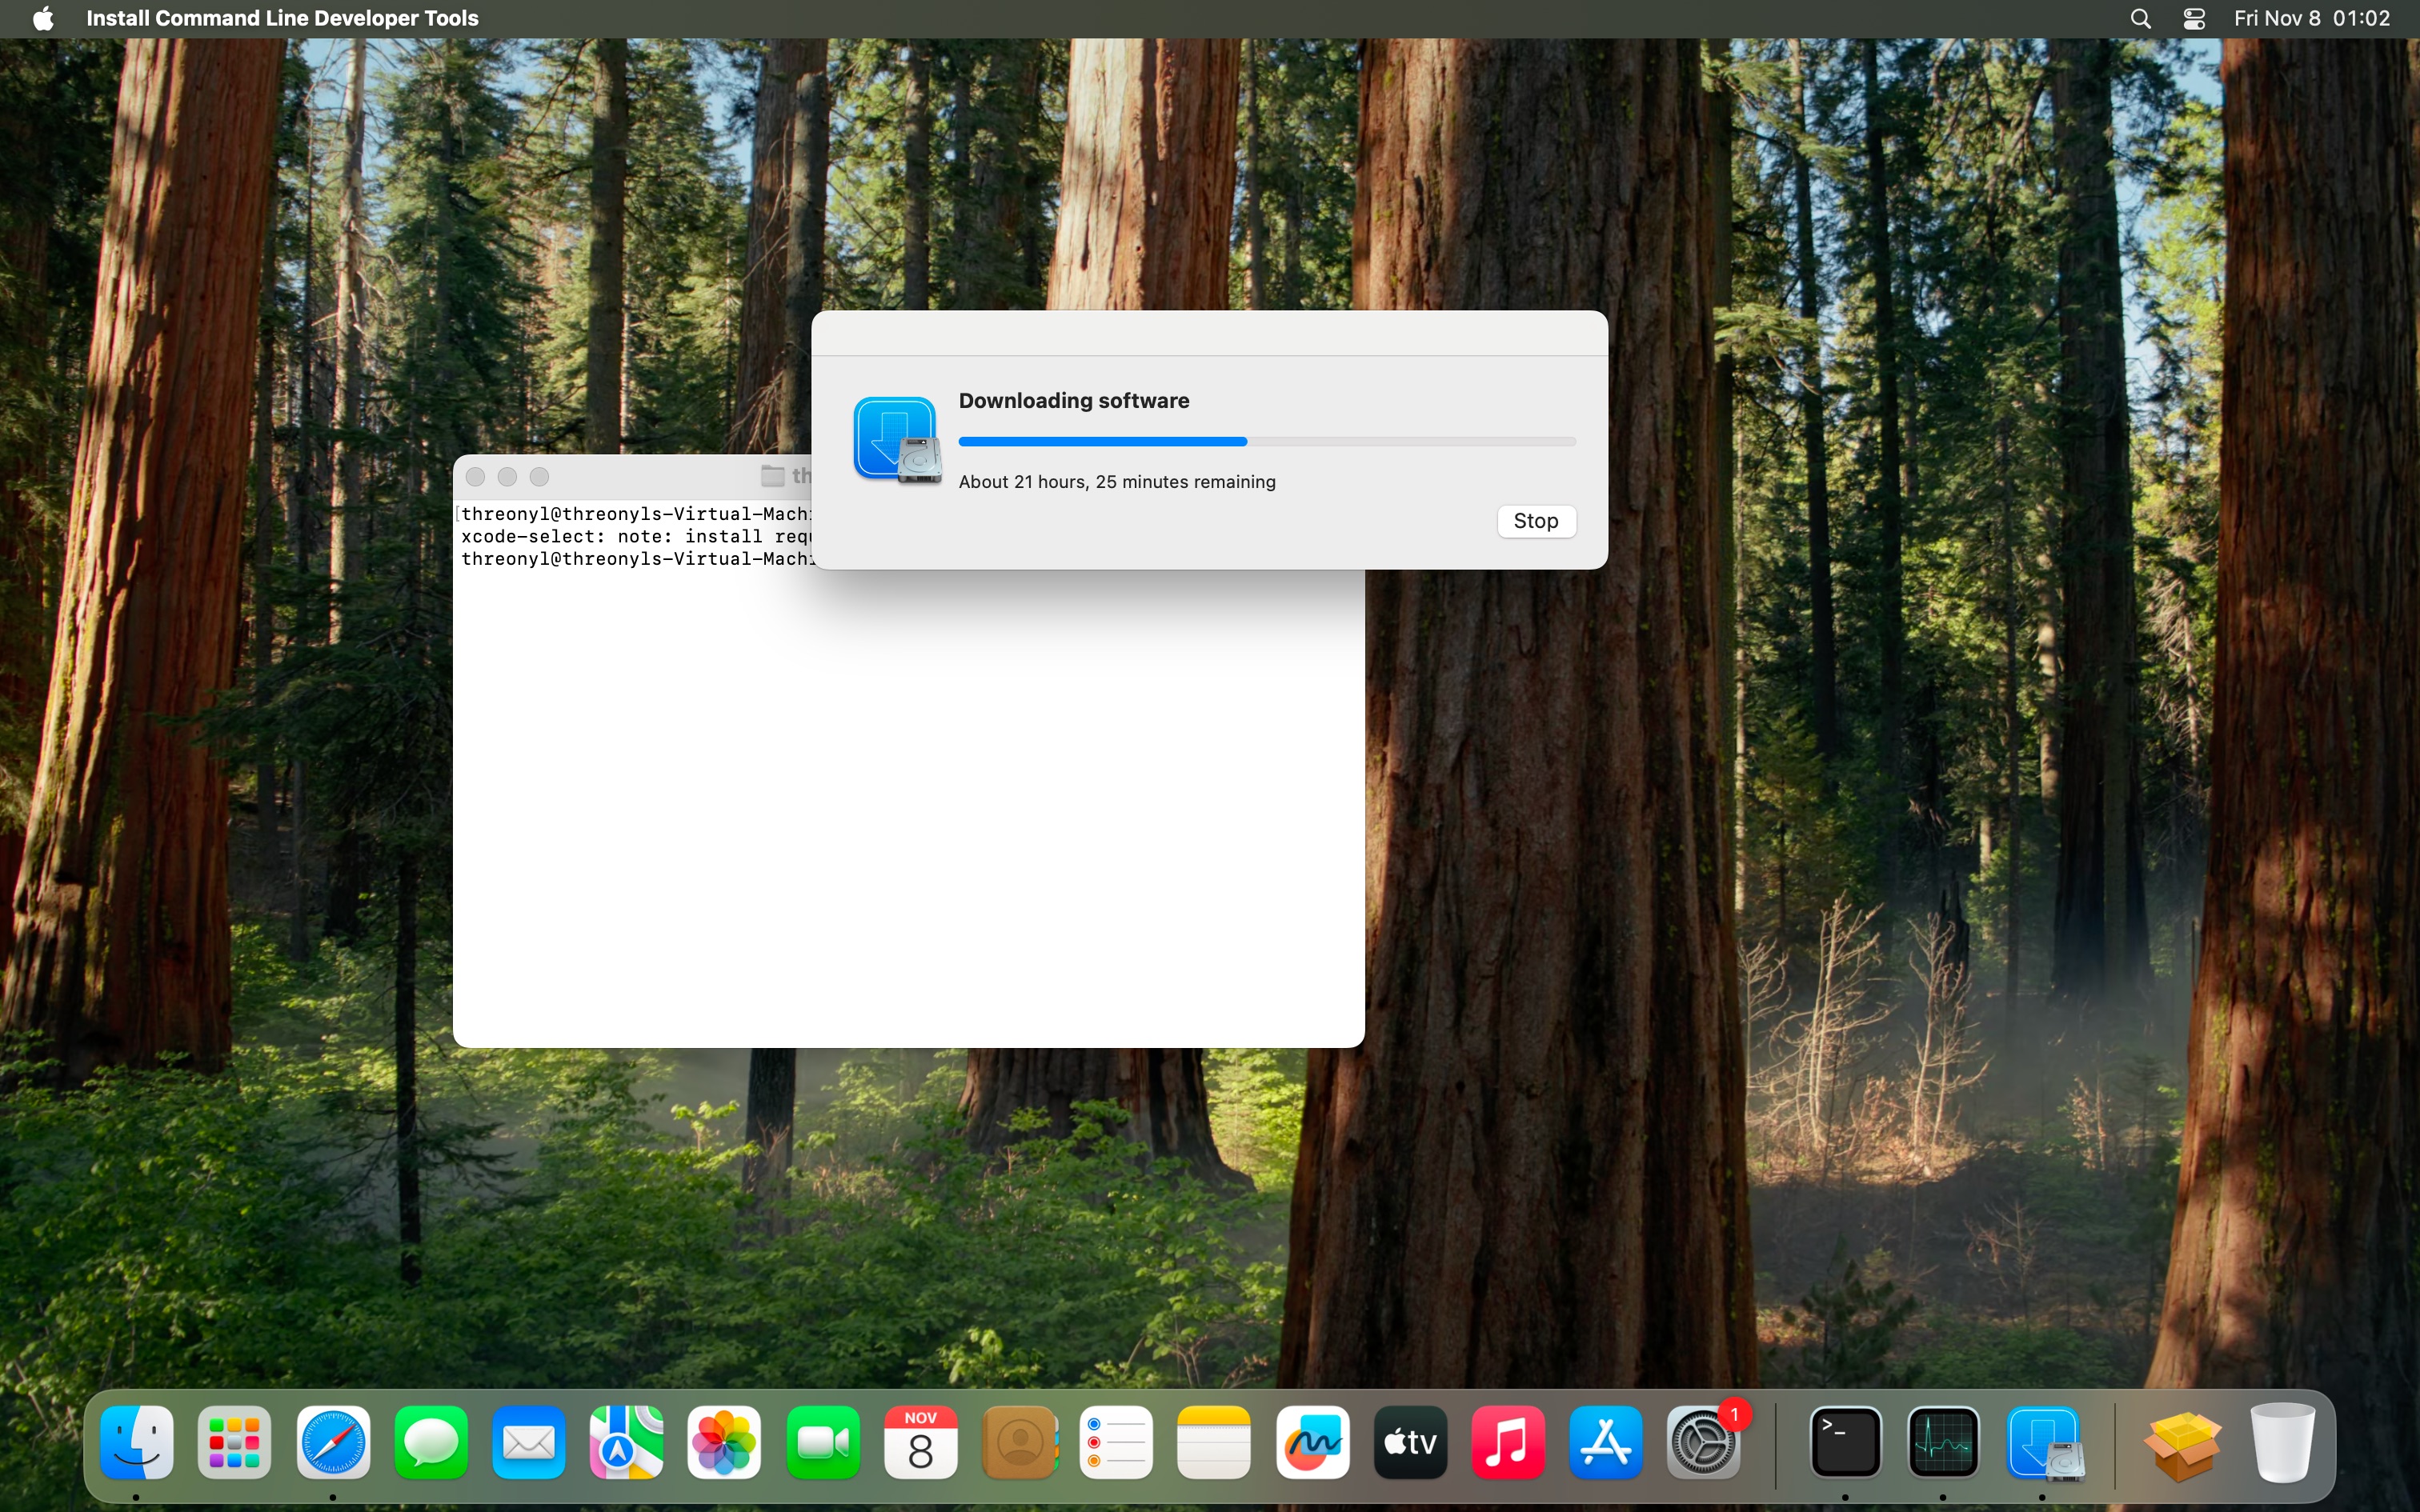 Install Command Line Developer Tools
Fri Nov 8 01:02
Downloading software
About 21 hours, 25 minutes remaining
Stop
th
threonyl@threonyls-Virtual-Machi
xcode-select: note: install requ
threonyl@threonyls-Virtual-Machi
NOV
8
tv
1
>_